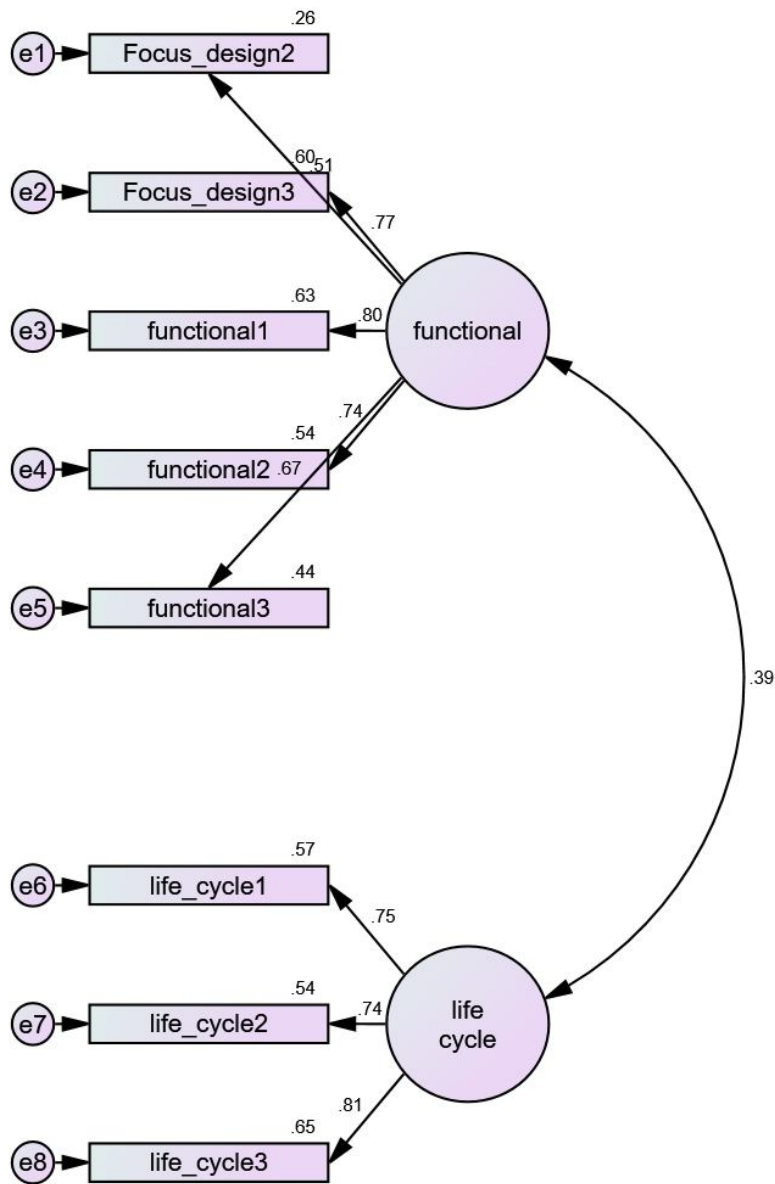 .26
e1
Focus_design2
.60
.51
e2
Focus_design3
.77
.63
e3
functional1
.80
functional
.74
.54
e4
functional2
.67
.44
e5
functional3
.39
.57
e6
life_cycle1
.75
.54
e7
life_cycle2
.74
life
cycle
.81
.65
e8
life_cycle3